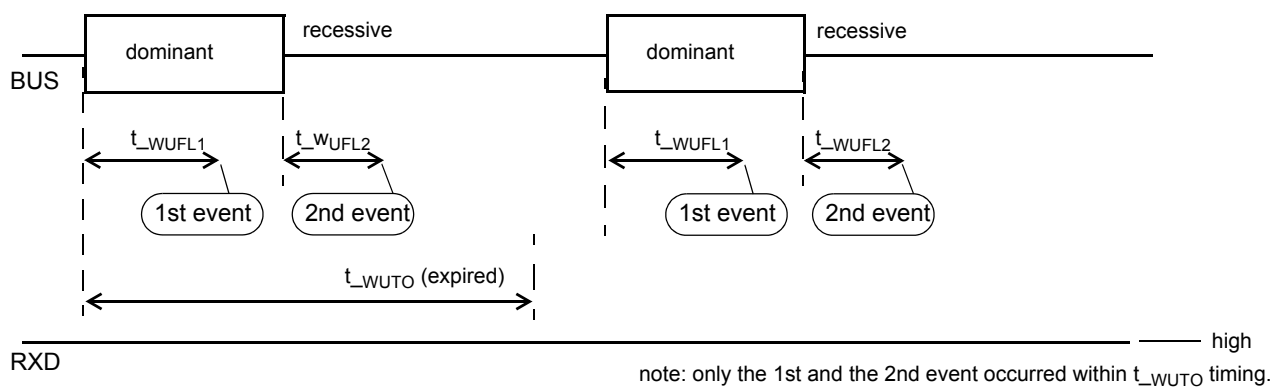 recessive
dominant
BUS
t_WUFL1
t_wUFL2
1st event
2nd event
recessive
dominant
t_WUFL1
t_WUFL2
1st event
2nd event
t_WUTO (expired)
RXD
high
note: only the 1st and the 2nd event occurred within t_WUTO timing.